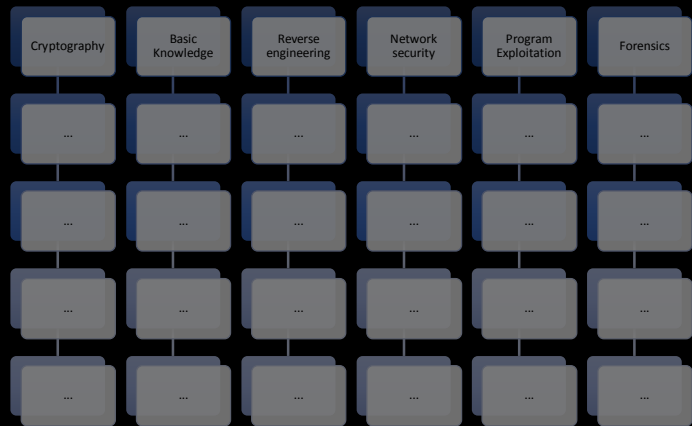 Cryptography
Basic
Knowledge
Reverse
engineering
Network
security
Program
Exploitation
Forensics
... ... ... ... ... ...
... ... ... ... ... ...
... ... ... ... ... ...
... ... ... ... ... ...